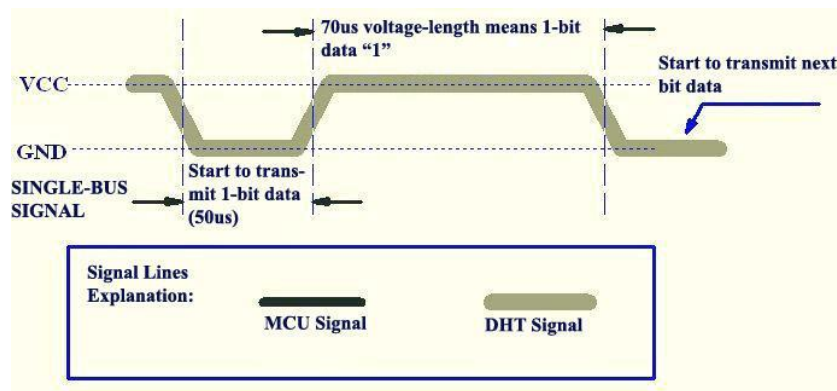 70us voltage-length means 1-bit
data “1”
Start to transmit next
bit data
VCC
GND
SINGLE-BUS
SIGNAL
Start to trans-
mit 1-bit data
(50us)
Signal Lines
Explanation:
MCU Signal
DHT Signal